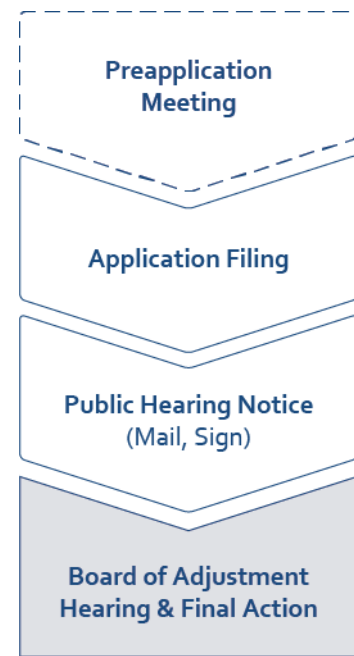 Preapplication
Meeting
Application Filing
Public Hearing Notice
(Mail, Sign)
Board of Adjustment
Hearing & Final Action